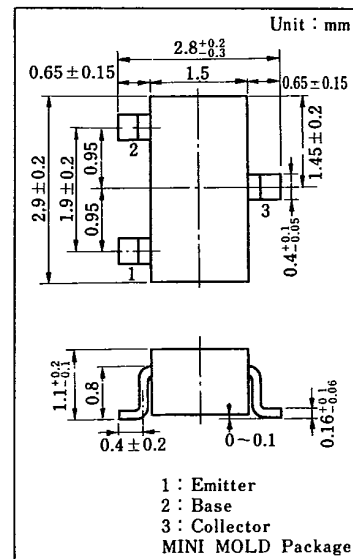 Unit : mm
2.8 +0.2 -0.3
0.65±0.15
1.5
0.65±0.15
2.9±0.2
1.9±0.2
0.95
0.95
2
1
3
1.45±0.2
0.4 +0.1 -0.05
1.1 +0.2 -0.1
0.8
0.4±0.2
0~0.1
0.16 +0.1 -0.06
1 : Emitter
2 : Base
3 : Collector
MINI MOLD Package